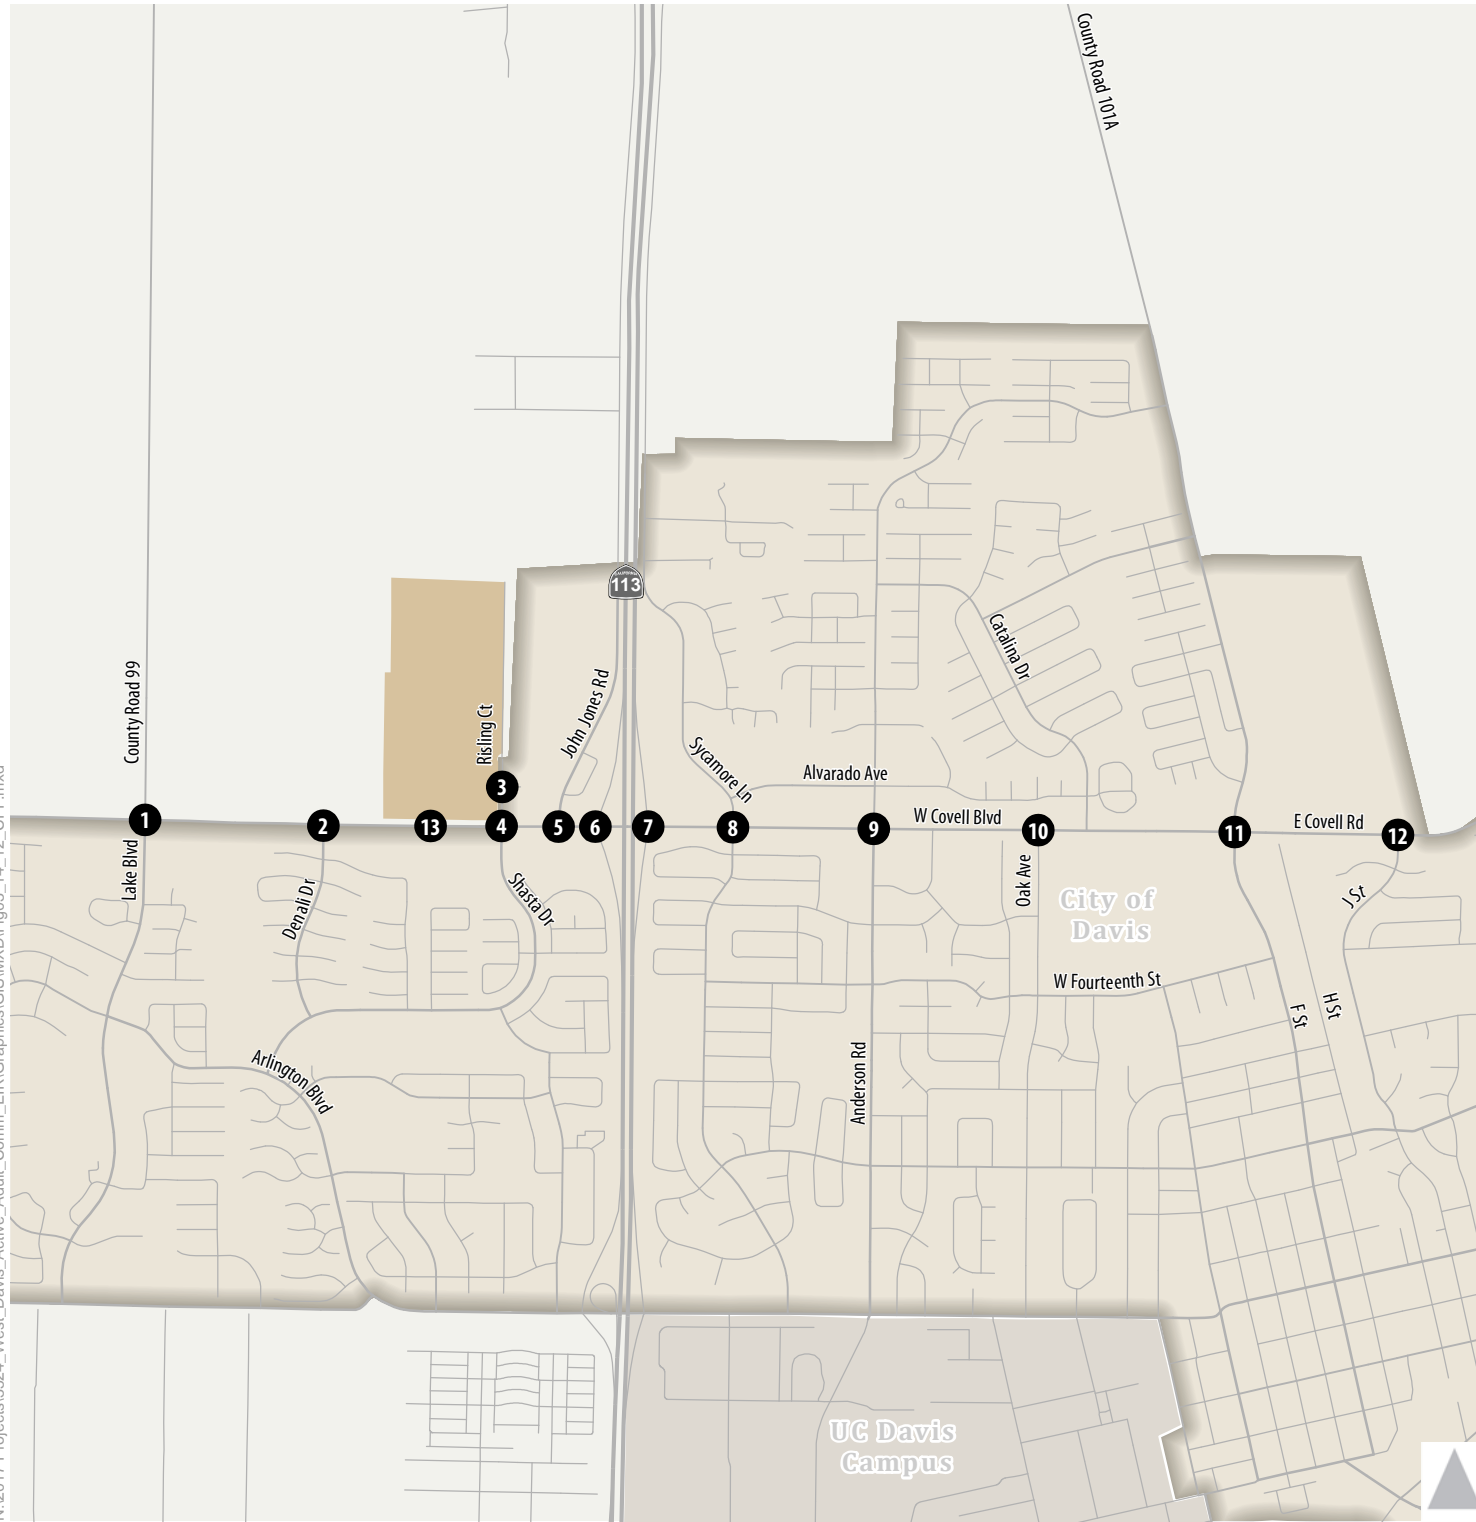 County Road 101A
CALIFORNIA
113
Catalina Dr
County Road 99
Risling Ct
John Jones Rd
Sycamore Ln
Alvarado Ave
3
W Covell Blvd
E Covell Rd
1
2
13
4
5
6
7
8
9
10
11
12
Lake Blvd
Denali Dr
Shasta Dr
Oak Ave
City of
Davis
J St
W Fourteenth St
F St
H St
Arlington Blvd
Anderson Rd
UC Davis
Campus